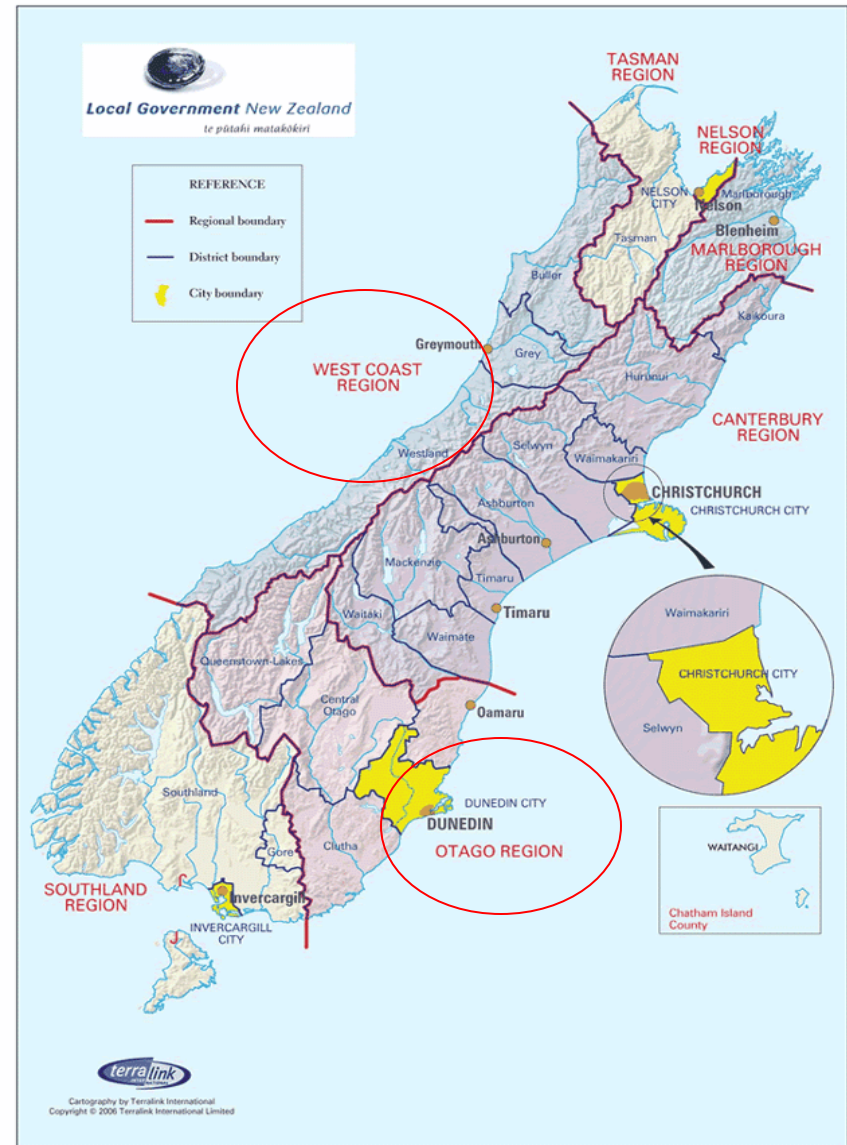 Local Government New Zealand
te pūtahi matakōkiri
REFERENCE
Regional boundary
District boundary
City boundary
TASMAN
REGION
NELSON
REGION
NELSON
CITY
Nelson
Marlborough
Blenheim
MARLBOROUGH
REGION
Tasman
Buller
Kaikoura
Greymouth
Grey
WEST COAST
REGION
Hurunui
CANTERBURY
REGION
Westland
Selwyn
Waimakariri
CHRISTCHURCH
CHRISTCHURCH CITY
Ashburton
Ashburton
Mackenzie
Timaru
Timaru
Waitaki
Waimate
Waimakariri
CHRISTCHURCH CITY
Selwyn
Queenstown-Lakes
Central
Otago
Oamaru
Southland
DUNEDIN CITY
DUNEDIN
OTAGO REGION
Clutha
Gore
SOUTHLAND
REGION
Invercargill
INVERCARGILL
CITY
WAITANGI
Chatham Island
County
terralink
Cartography by Terralink International
Copyright © 2006 Terralink International Limited